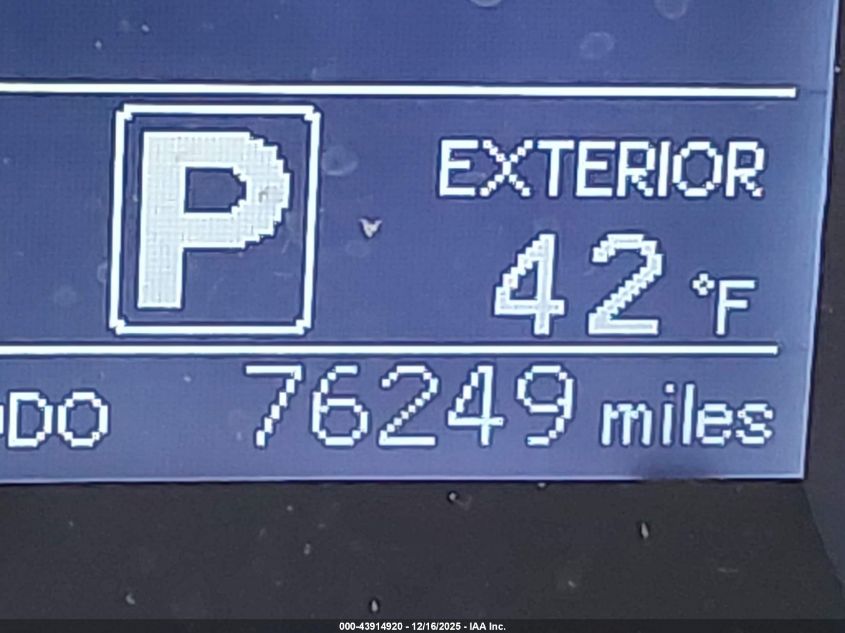 P
EXTERIOR
42 °F
ODO 76249 miles
000-43914920 - 12/16/2025 - IAA Inc.